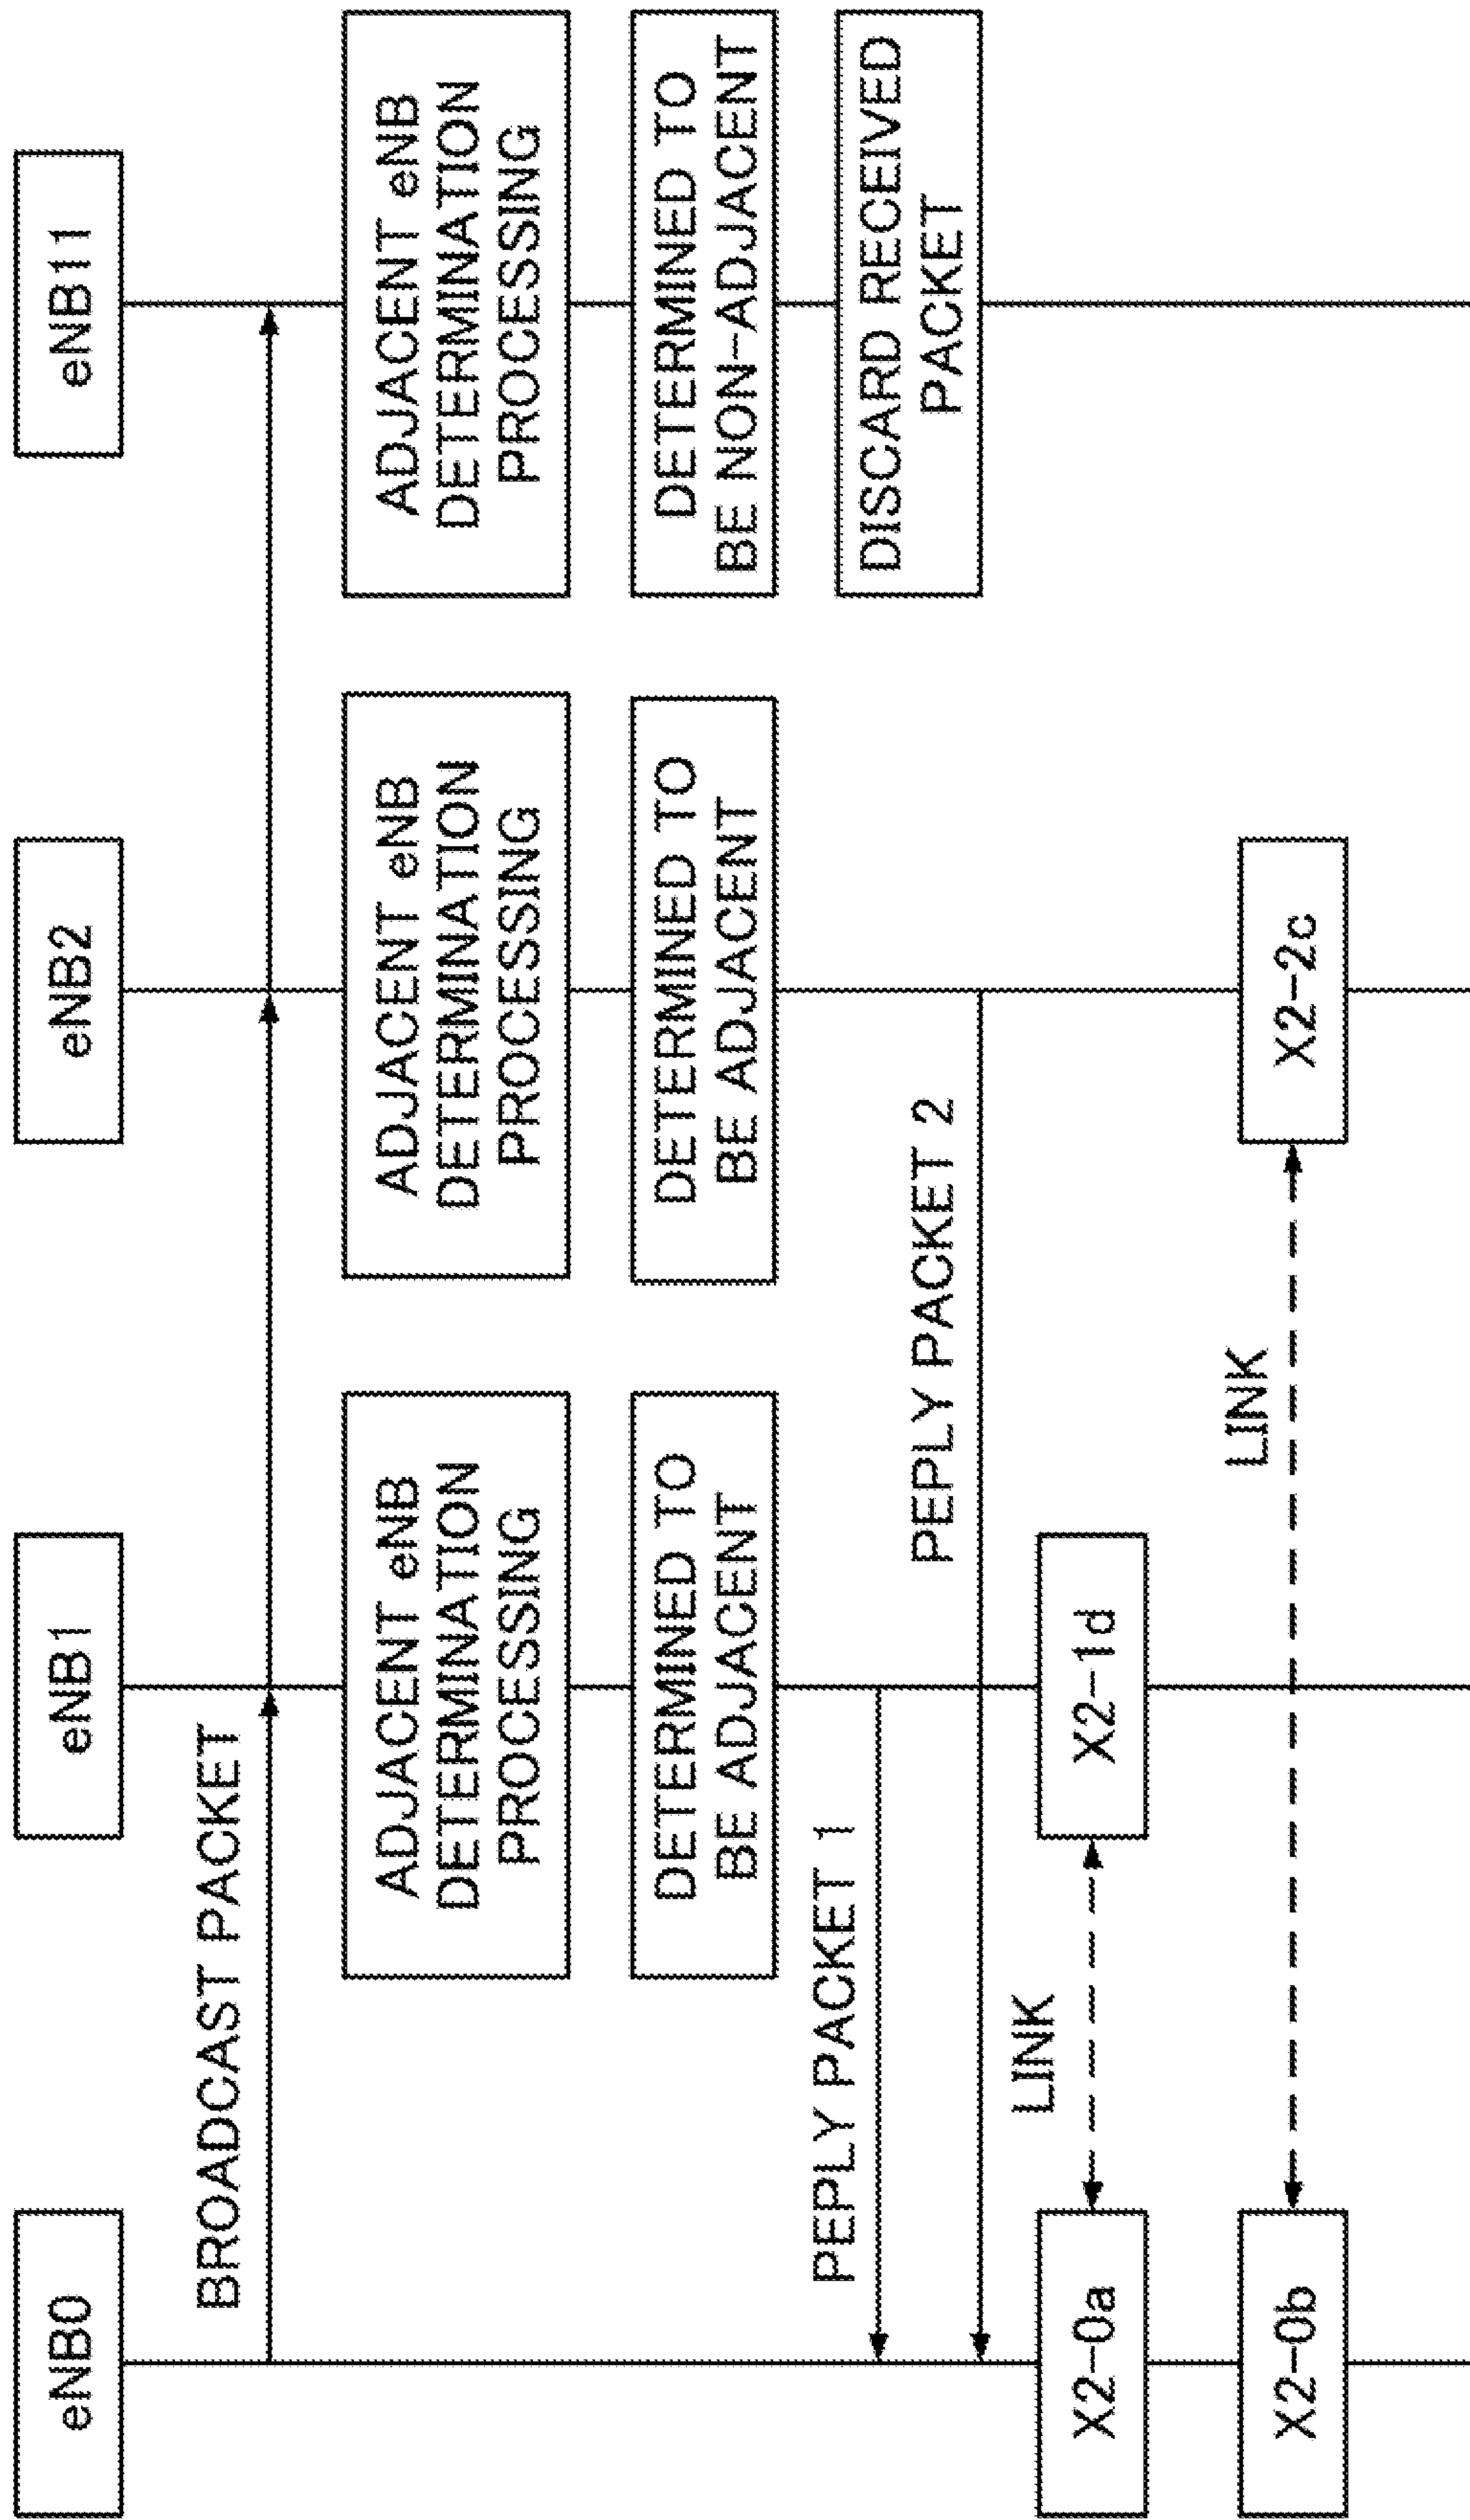 eNB0
eNB1
eNB2
eNB11
BROADCAST PACKET
ADJACENT eNB
DETERMINATION
PROCESSING
ADJACENT eNB
DETERMINATION
PROCESSING
ADJACENT eNB
DETERMINATION
PROCESSING
DETERMINED TO
BE ADJACENT
DETERMINED TO
BE ADJACENT
DETERMINED TO
BE NON-ADJACENT
PEPLY PACKET 1
DISCARD RECEIVED
PACKET
PEPLY PACKET 2
LINK
X2-0a
X2-1d
LINK
X2-0b
X2-2c